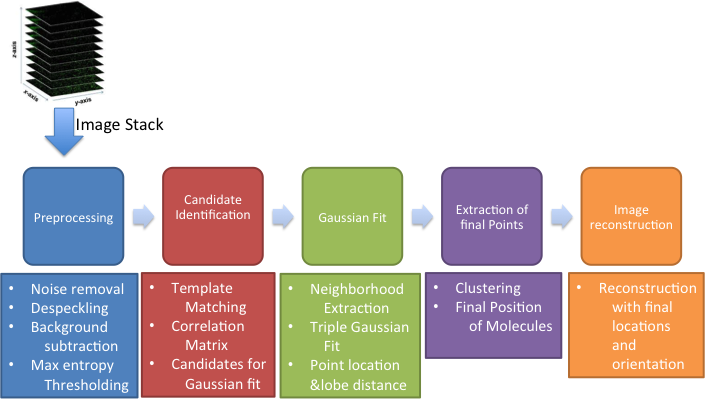 z-axis
x-axis
y-axis
Image Stack
Preprocessing
Candidate
Identification
Gaussian Fit
Extraction of
final Points
Image
reconstruction
• Noise removal
• Despeckling
• Background
subtraction
• Max entropy
Thresholding
• Template
Matching
• Correlation
Matrix
• Candidates for
Gaussian fit
• Neighborhood
Extraction
• Triple Gaussian
Fit
• Point location
&lobe distance
• Clustering
• Final Position
of Molecules
• Reconstruction
with final
locations
and
orientation